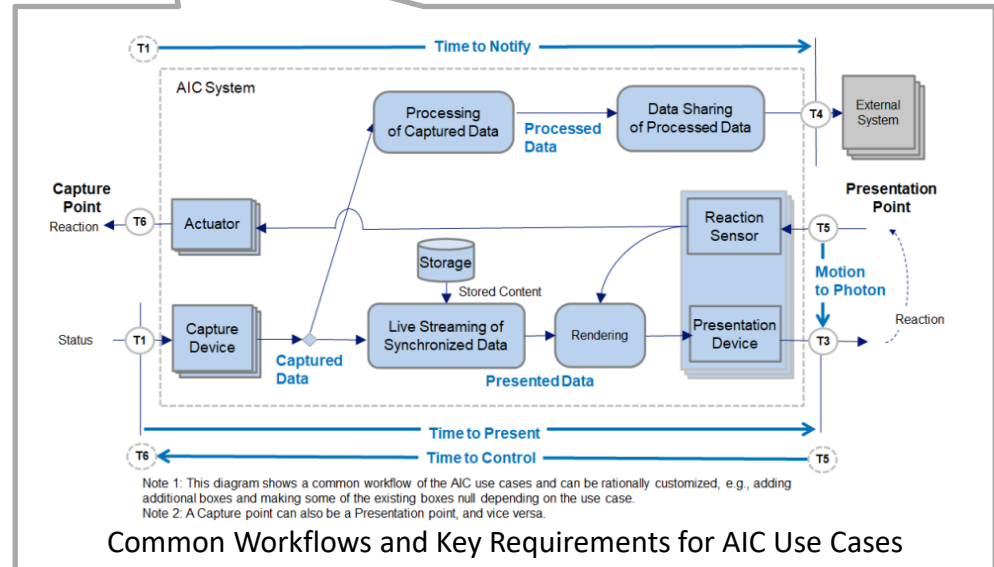 T1
Time to Notify
AIC System
Processing
of Captured Data
Processed
Data
Data Sharing
of Processed Data
T4
External
System
Capture
Point
Reaction
T6
Actuator
Reaction
Sensor
T5
Presentation
Point
Motion
to Photon
Reaction
Storage
Stored Content
Status
T1
Capture
Device
Captured
Data
Live Streaming of
Synchronized Data
Rendering
Presented Data
Presentation
Device
T3
Time to Present
T6
Time to Control
T5
Note 1: This diagram shows a common workflow of the AIC use cases and can be rationally customized, e.g., adding
additional boxes and making some of the existing boxes null depending on the use case.
Note 2: A Capture point can also be a Presentation point, and vice versa.
Common Workflows and Key Requirements for AIC Use Cases